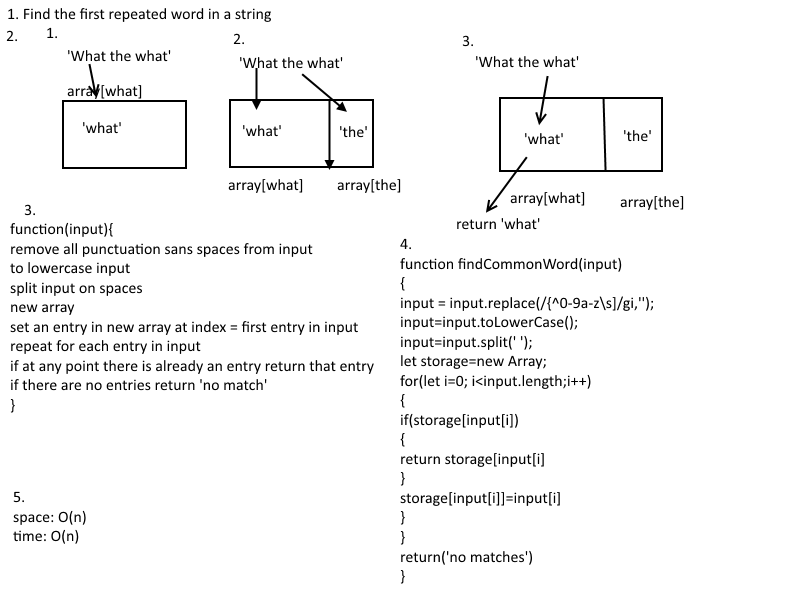 1. Find the first repeated word in a string
2.
1.
'What the what'
array[what]
'what'
2.
'What the what'
'what'
'the'
array[what]
array[the]
3.
'What the what'
'what'
'the'
array[what]
array[the]
return 'what'
3.
function(input){
remove all punctuation sans spaces from input
to lowercase input
split input on spaces
new array
set an entry in new array at index = first entry in input
repeat for each entry in input
if at any point there is already an entry return that entry
if there are no entries return 'no match'
}
4.
function findCommonWord(input)
{
input = input.replace(/{^0-9a-z\s]/gi,'');
input=input.toLowerCase();
input=input.split(' ');
let storage=new Array;
for(let i=0; i<input.length;i++)
{
if(storage[input[i])
{
return storage[input[i]
}
storage[input[i]]=input[i]
}
}
return('no matches')
}
5.
space: O(n)
time: O(n)